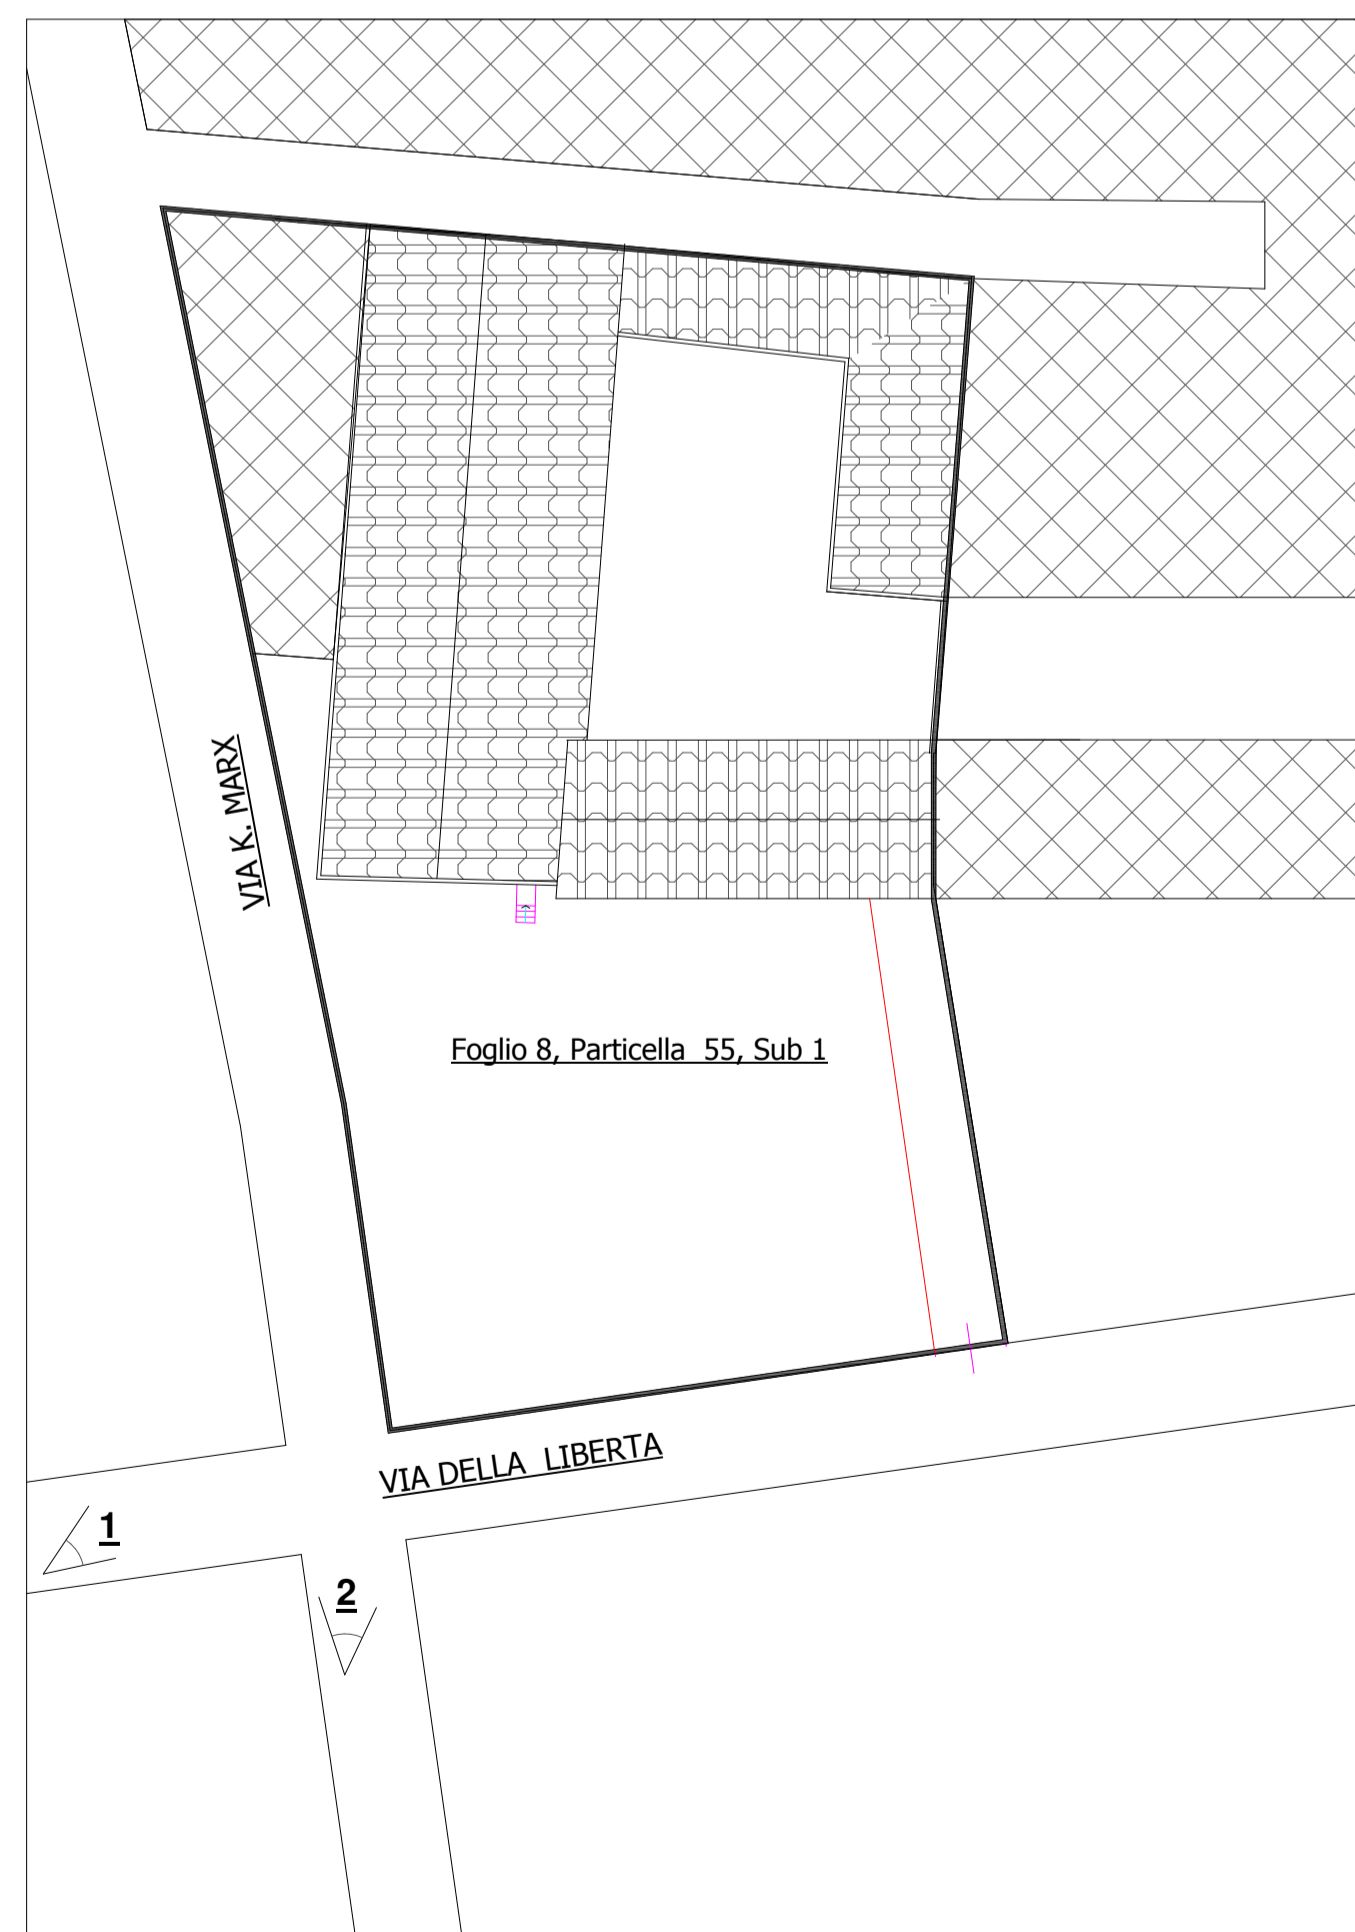 VIA K. MARX
Foglio 8, Particella  55, Sub 1
VIA DELLA  LIBERTA
1
2